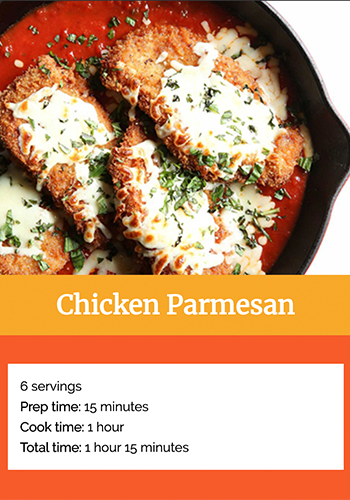 Chicken Parmesan
6 servings
Prep time: 15 minutes
Cook time: 1 hour
Total time: 1 hour 15 minutes